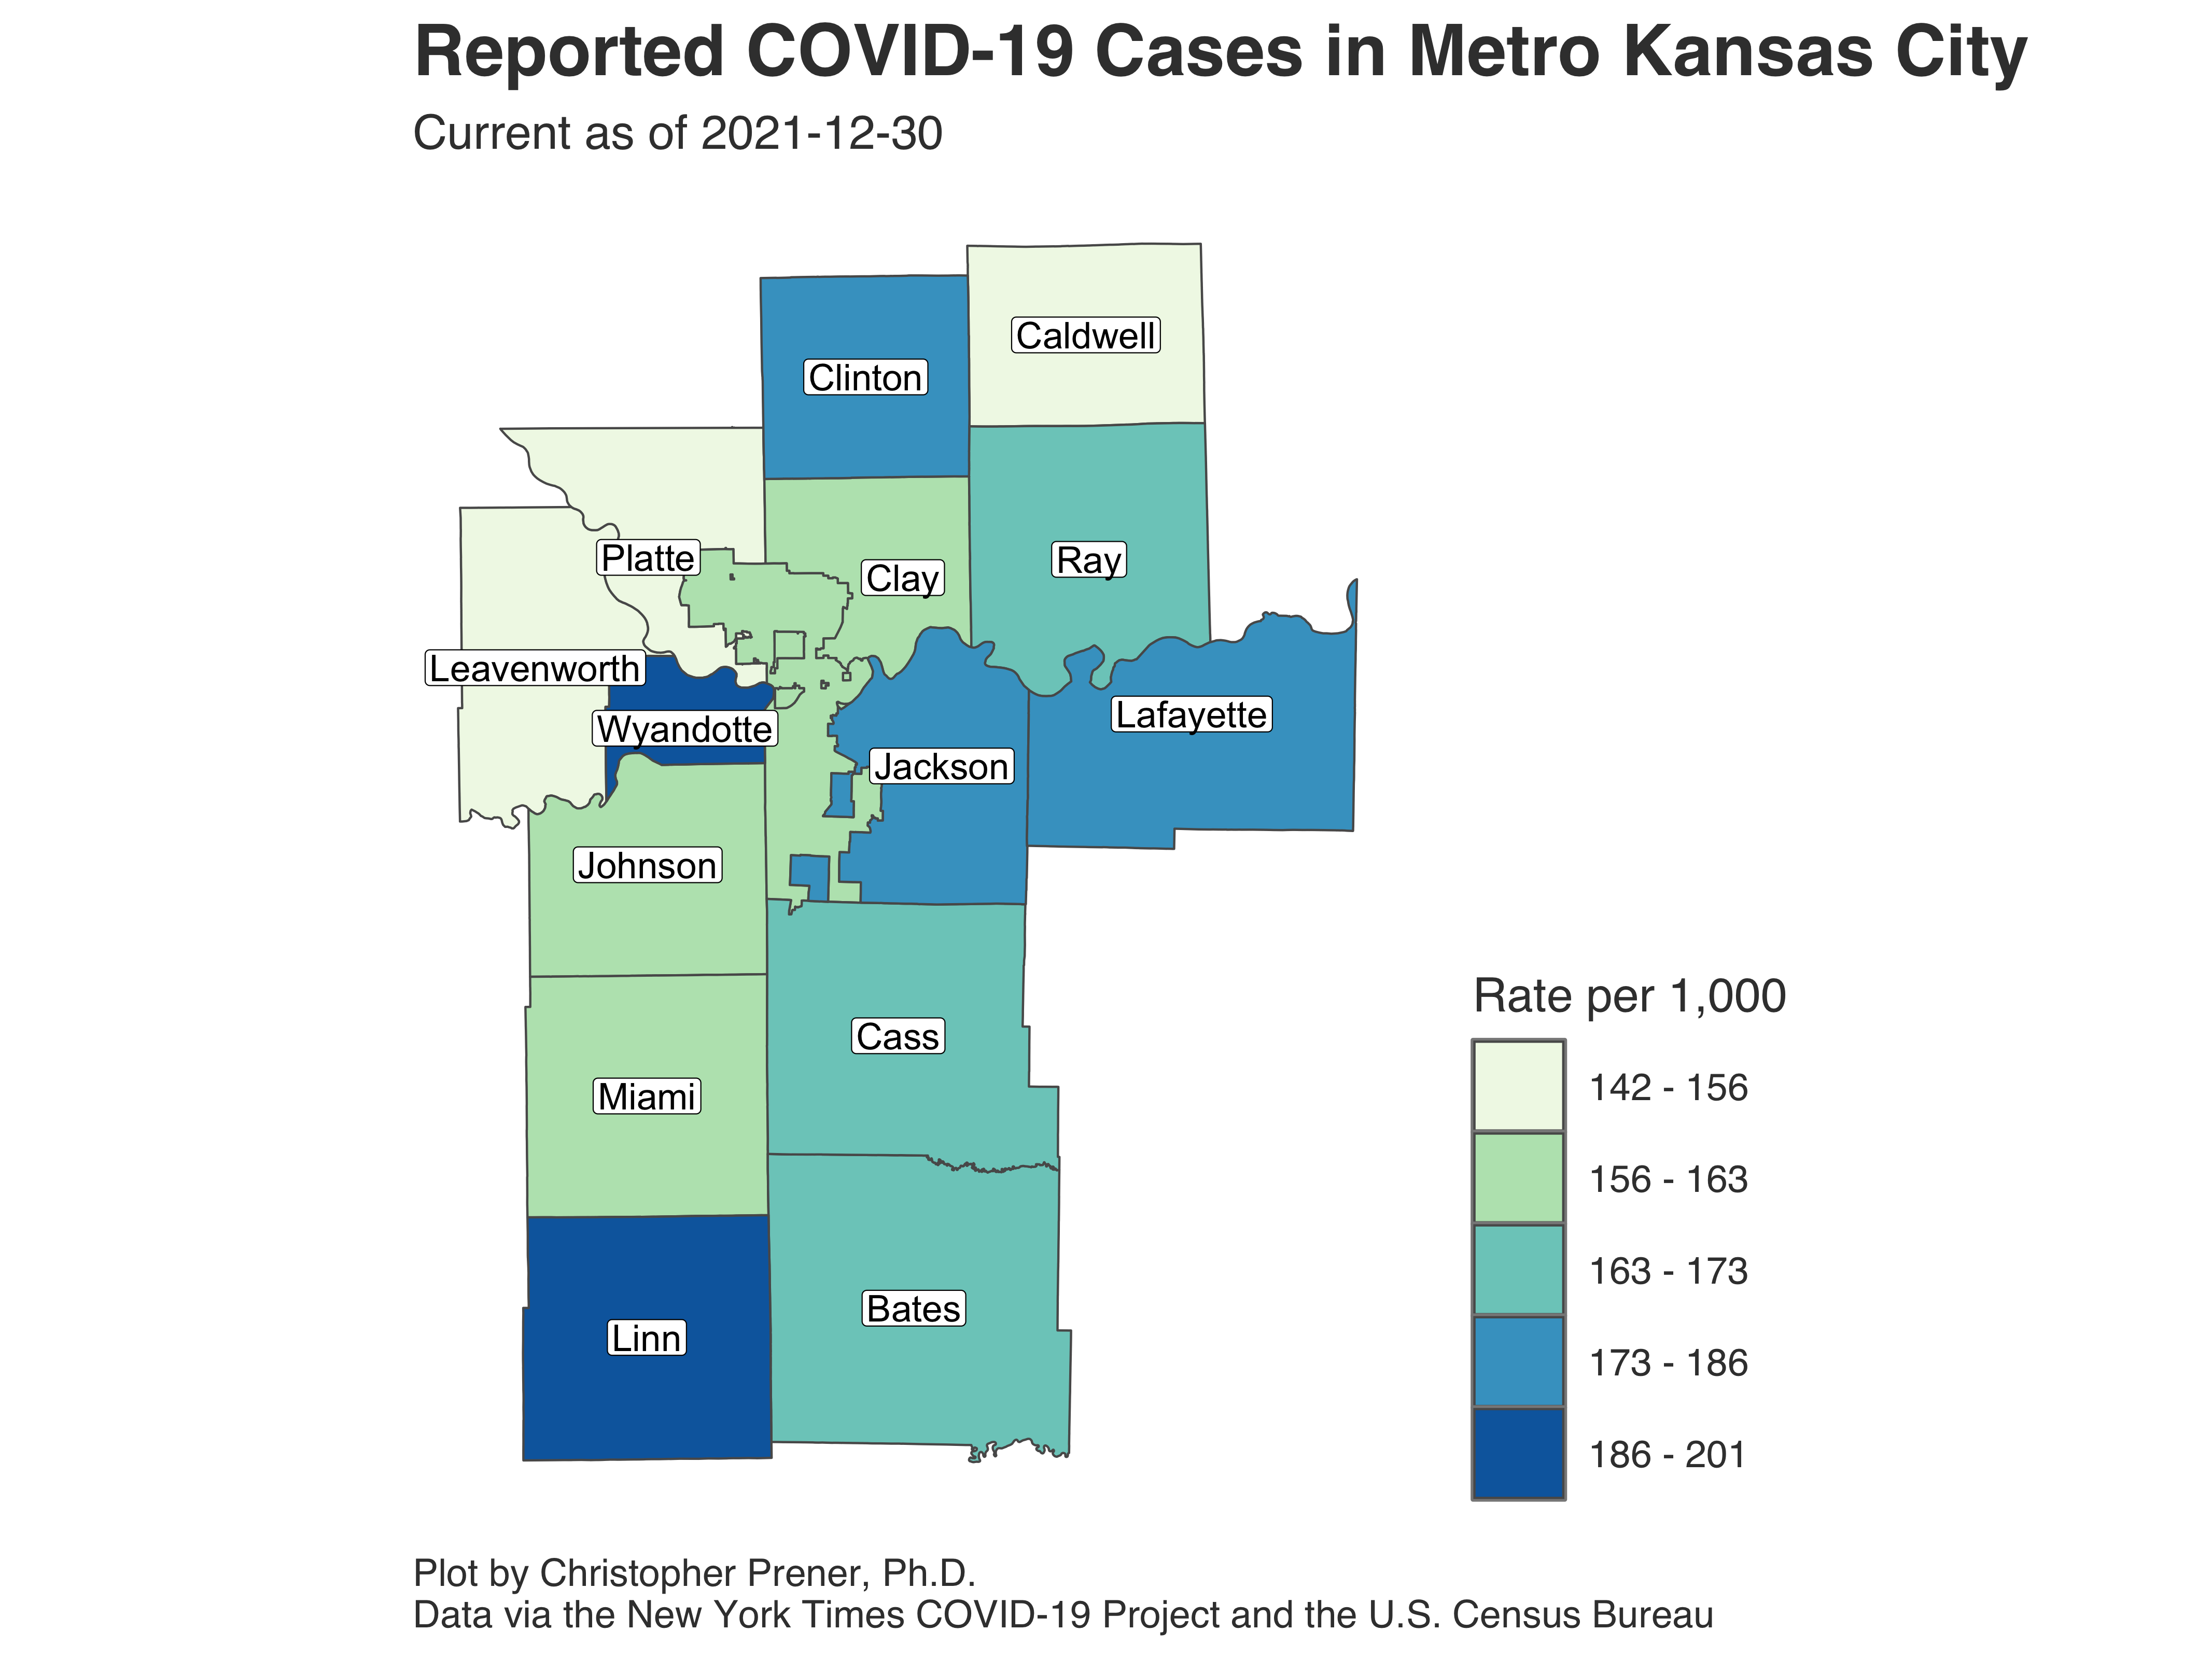 Reported COVID-19 Cases in Metro Kansas City
Current as of 2021-12-30
Caldwell
Clinton
Platte
Clay
Ray
Leavenworth
Lafayette
Wyandotte
Jackson
Johnson
Cass
Miami
Bates
Linn
Rate per 1,000
142 - 156
156 - 163
163 - 173
173 - 186
186 - 201
Plot by Christopher Prener, Ph.D.
Data via the New York Times COVID-19 Project and the U.S. Census Bureau